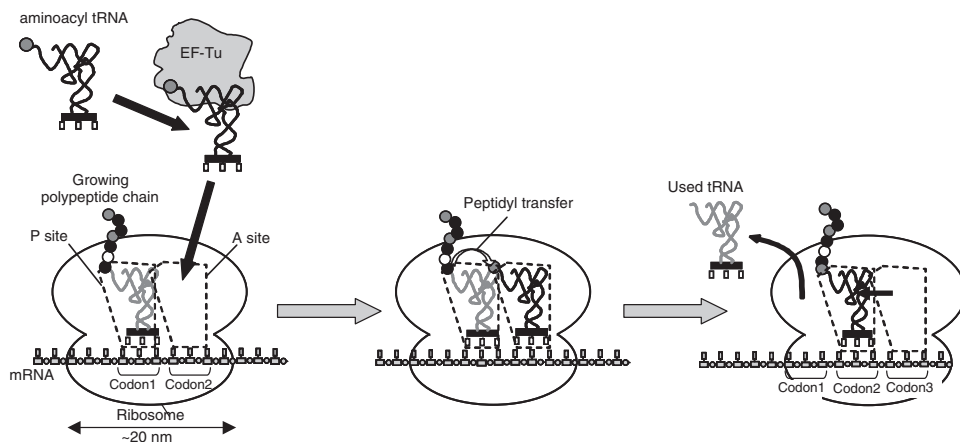 aminoacyl tRNA
EF-Tu
Growing
polypeptide chain
P site
A site
mRNA
Codon1
Codon2
Ribosome
~20 nm
Peptidyl transfer
Used tRNA
Codon1
Codon2
Codon3